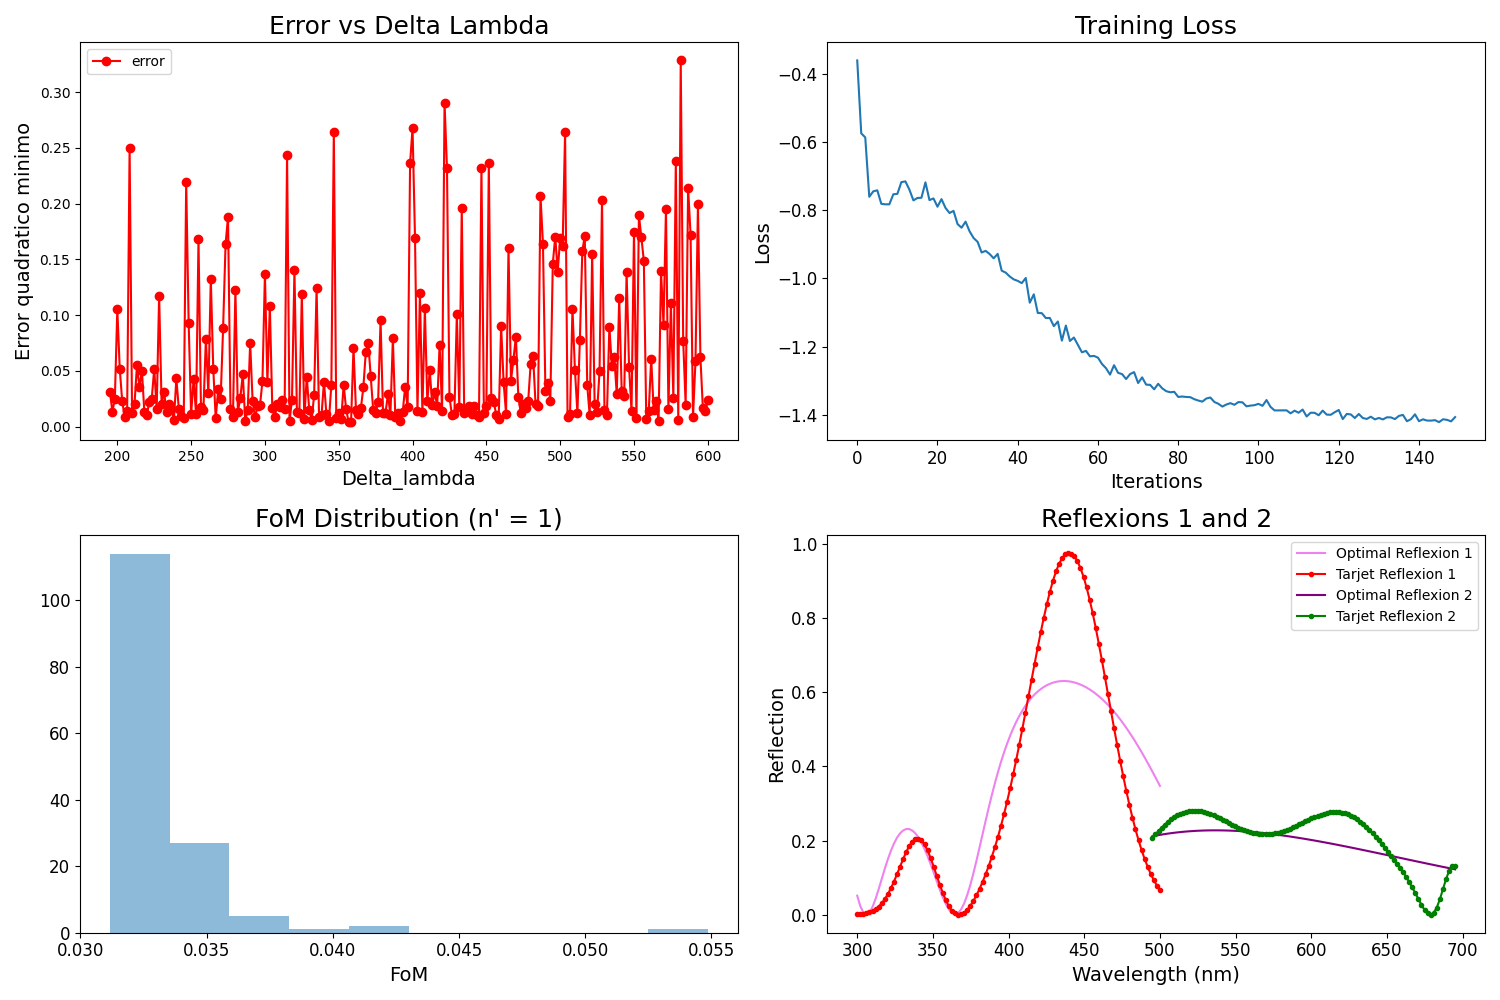 Error vs Delta Lambda
error
Error quadratico minimo
0.30
0.25
0.20
0.15
0.10
0.05
0.00
200 250 300 350 400 450 500 550 600
Delta_lambda
Training Loss
Loss
−0.4
−0.6
−0.8
−1.0
−1.2
−1.4
0 20 40 60 80 100 120 140
Iterations
FoM Distribution (n' = 1)
100
80
60
40
20
0
0.030 0.035 0.040 0.045 0.050 0.055
FoM
Reflexions 1 and 2
Optimal Reflexion 1
Tarjet Reflexion 1
Optimal Reflexion 2
Tarjet Reflexion 2
Reflection
1.0
0.8
0.6
0.4
0.2
0.0
300 350 400 450 500 550 600 650 700
Wavelength (nm)